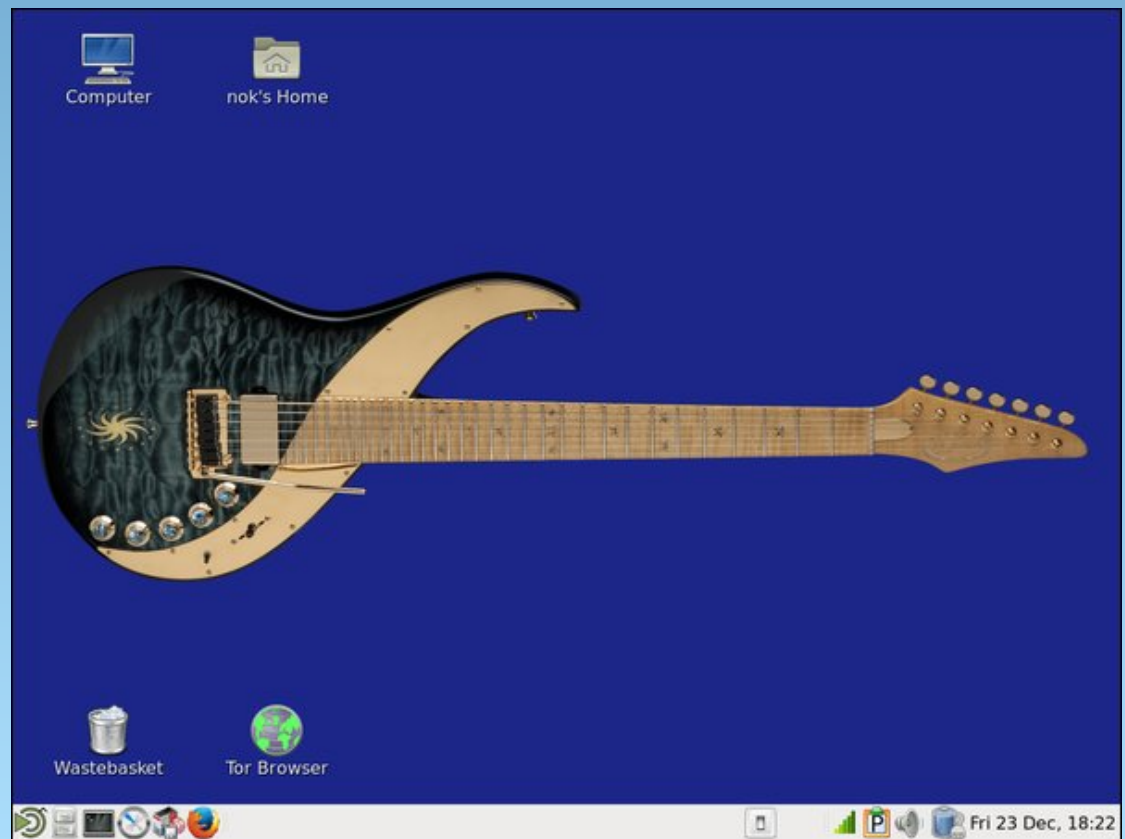 Computer
nok's Home
Wastebasket
Tor Browser
P
Fri 23 Dec, 18:22